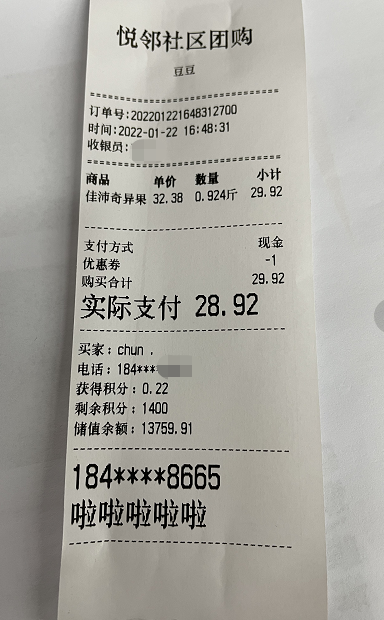 悦邻社区团购
豆豆
订单号:202201221648312700
时间:2022-01-22 16:48:31
收银员:
商品 单价 数量 小计
佳沛奇异果 32.38 0.924斤 29.92
支付方式 现金
优惠券 -1
购买合计 29.92
实际支付 28.92
买家: chun .
电话: 184***
获得积分: 0.22
剩余积分: 1400
储值余额: 13759.91
184****8665
啦啦啦啦啦